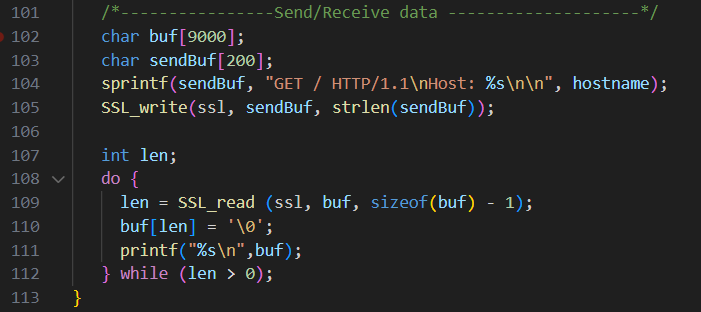 101 /*----------------Send/Receive data --------------------*/
102 char buf[9000];
103 char sendBuf[200];
104 sprintf(sendBuf, "GET / HTTP/1.1\nHost: %s\n\n", hostname);
105 SSL_write(ssl, sendBuf, strlen(sendBuf));
106
107 int len;
108 do {
109 len = SSL_read (ssl, buf, sizeof(buf) - 1);
110 buf[len] = '\0';
111 printf("%s\n",buf);
112 } while (len > 0);
113 }